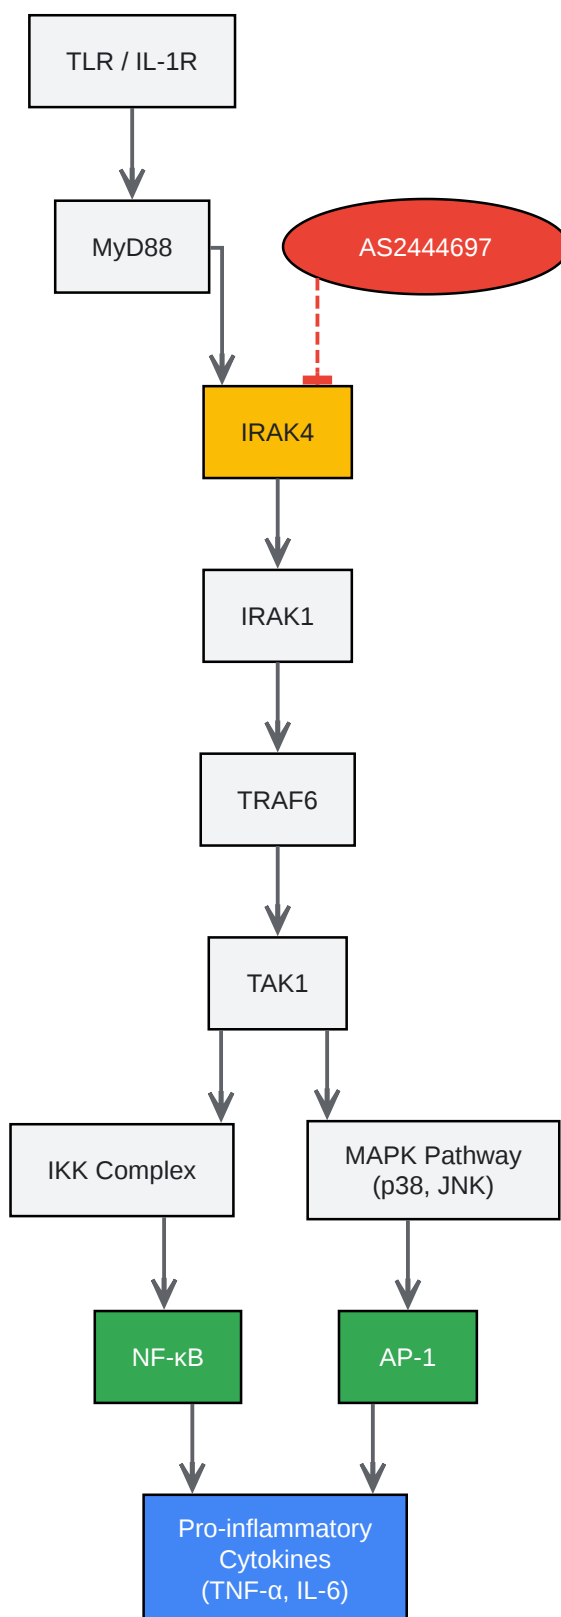 TLR / IL-1R
MyD88
AS2444697
IRAK4
IRAK1
TRAF6
TAK1
IKK Complex
MAPK Pathway
(p38, JNK)
NF-κB
AP-1
Pro-inflammatory
Cytokines
(TNF-α, IL-6)